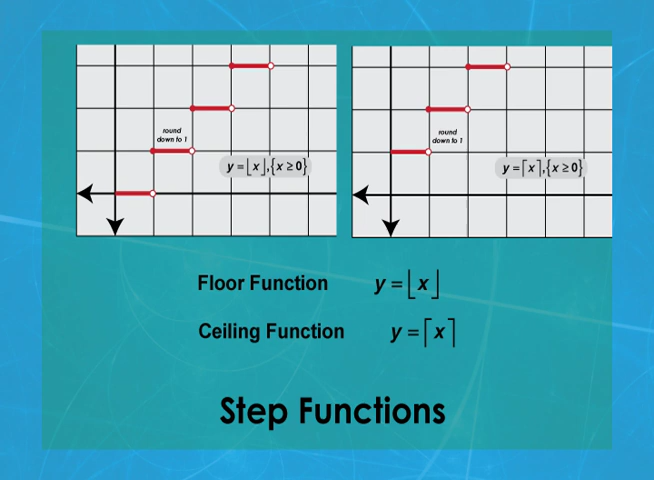 round
down to 1
y = ⌊x⌋,{x ≥ 0}
round
down to 1
y = ⌈x⌉,{x ≥ 0}
Floor Function y = ⌊x⌋
Ceiling Function y = ⌈x⌉
Step Functions